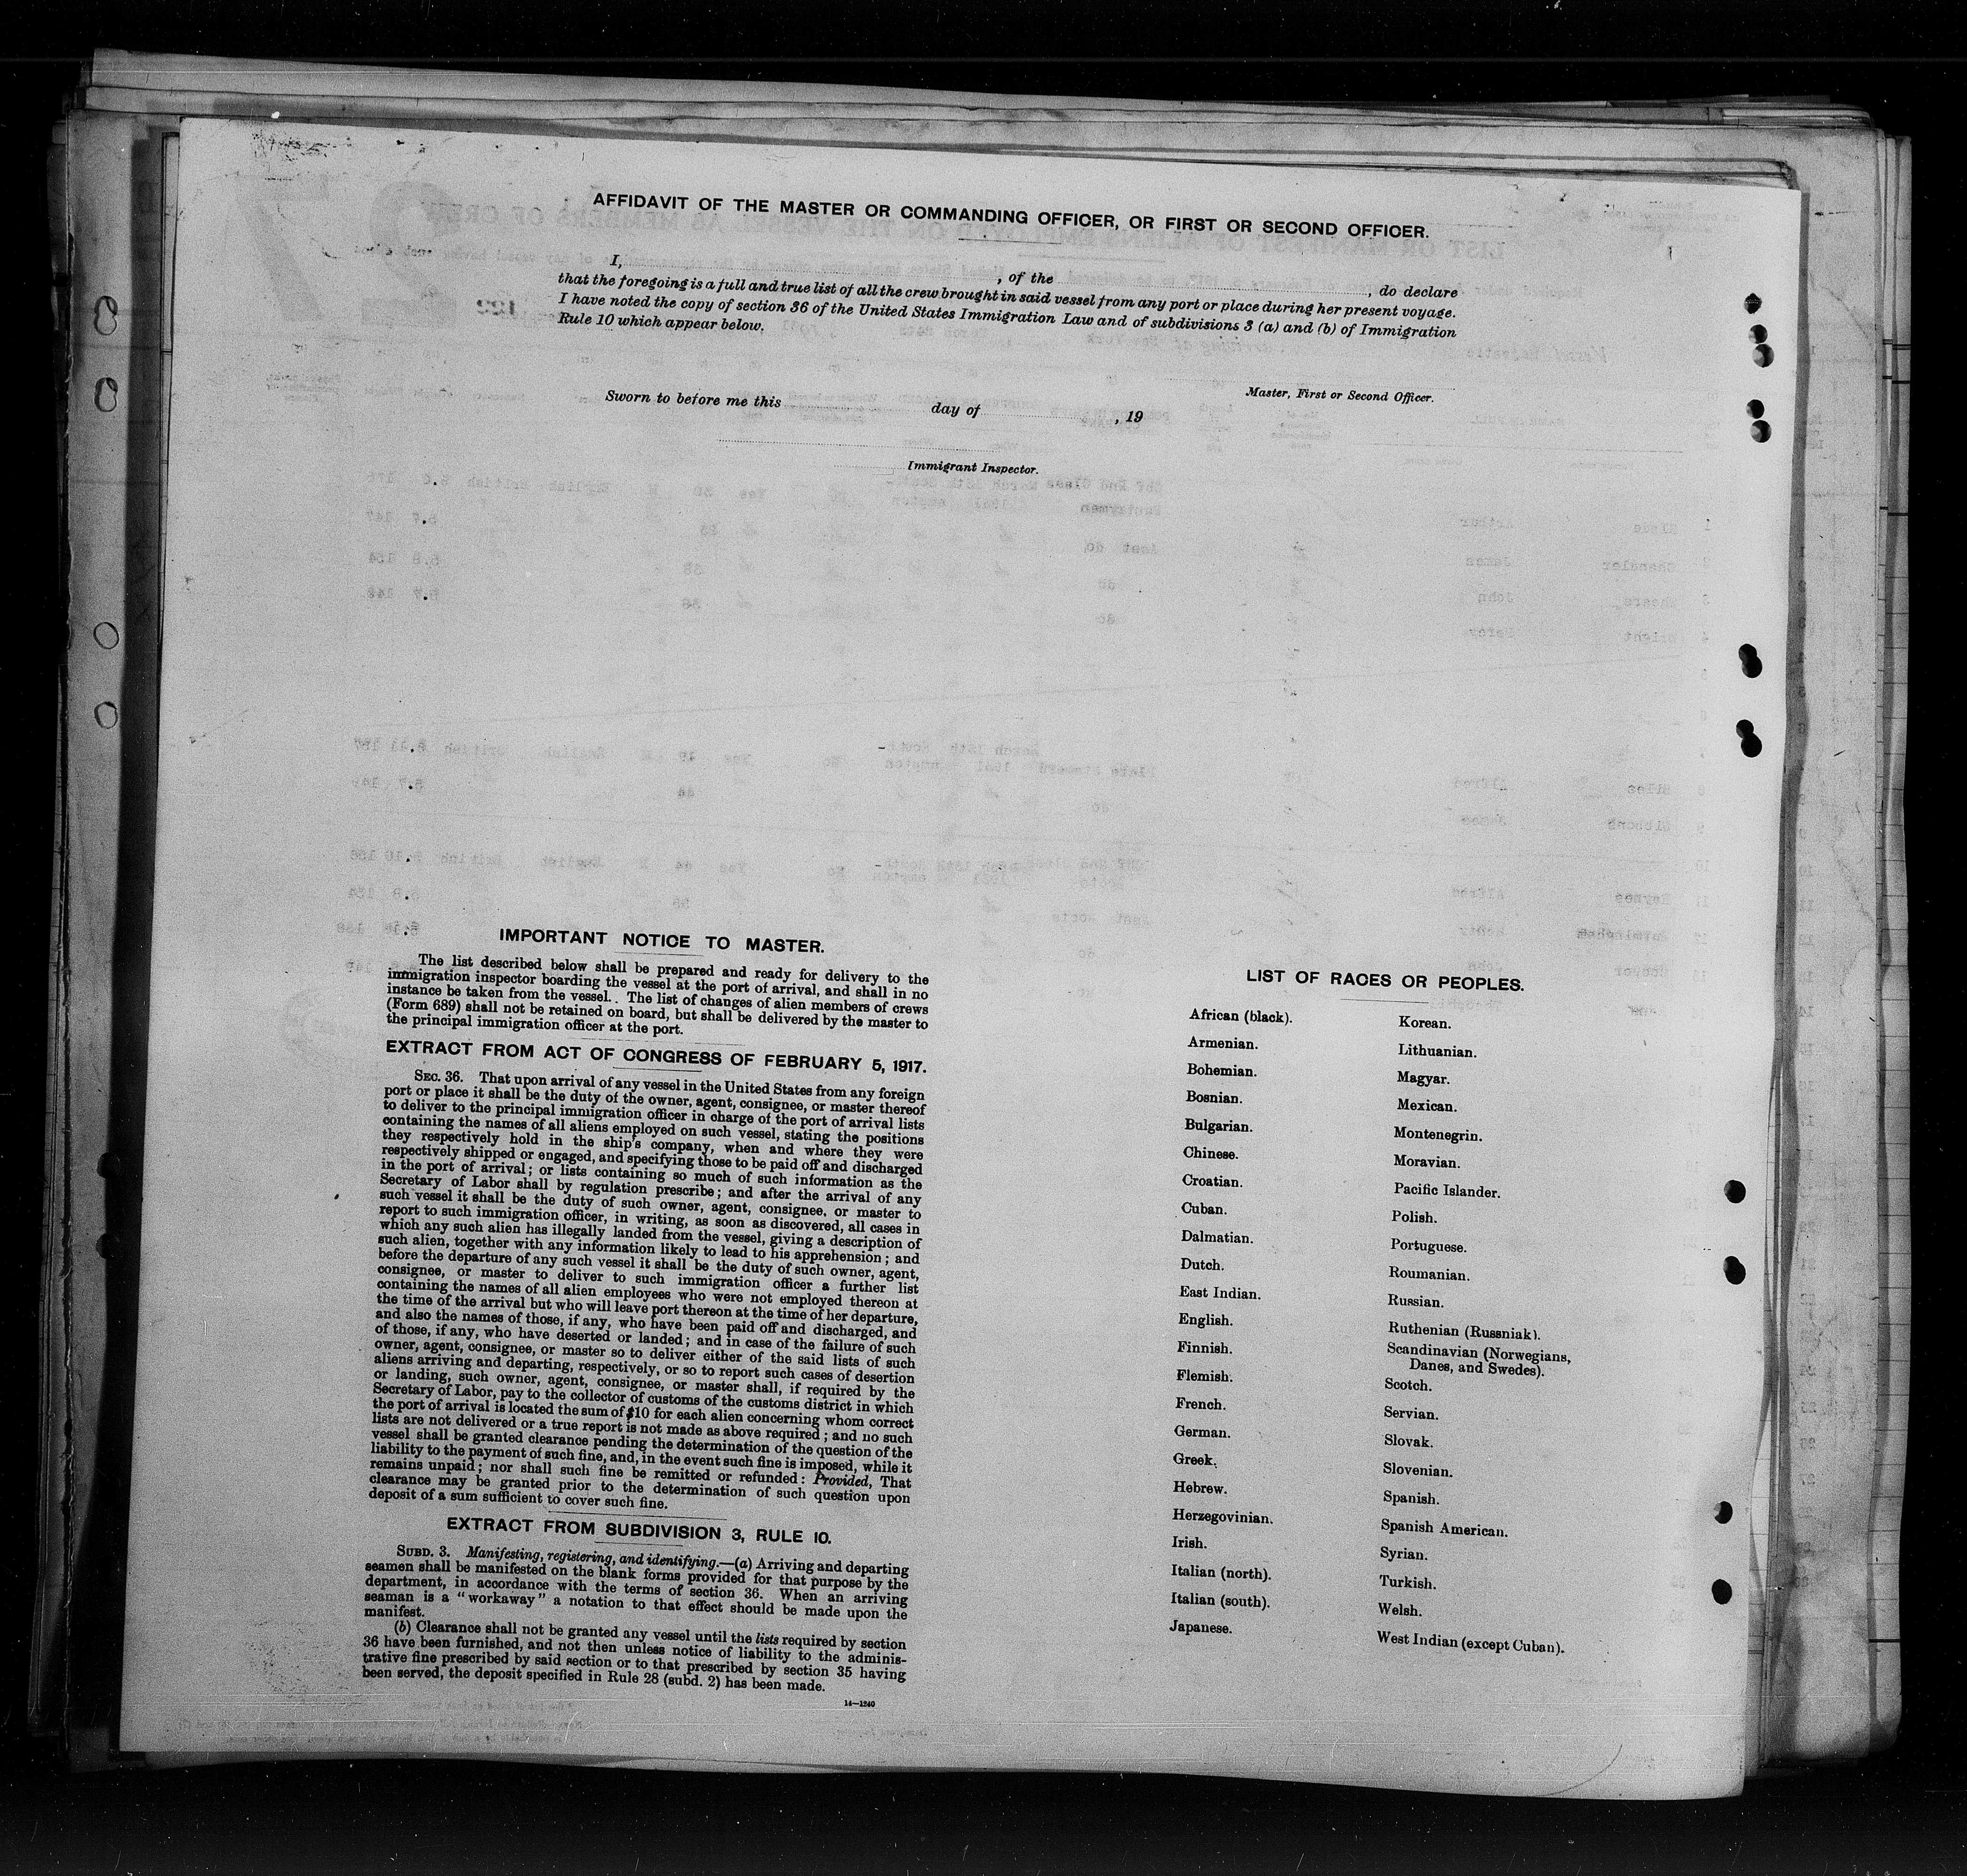 AFFIDAVIT OF THE MASTER OR COMMANDING OFFICER, OR FIRST OR SECOND OFFICER.
I, , of the , do declare
that the foregoing is a full and true list of all the crew brought in said vessel from any port or place during her present voyage.
I have noted the copy of section 36 of the United States Immigration Law and of subdivisions 3 (a) and (b) of Immigration
Rule 10 which appear below.
Master, First or Second Officer.
Sworn to before me this day of , 19
Immigrant Inspector.
IMPORTANT NOTICE TO MASTER.
The list described below shall be prepared and ready for delivery to the
immigration inspector boarding the vessel at the port of arrival, and shall in no
instance be taken from the vessel. The list of changes of alien members of crews
(Form 689) shall not be retained on board, but shall be delivered by the master to
the principal immigration officer at the port.
EXTRACT FROM ACT OF CONGRESS OF FEBRUARY 5, 1917.
SEC. 36. That upon arrival of any vessel in the United States from any foreign
port or place it shall be the duty of the owner, agent, consignee, or master thereof
to deliver to the principal immigration officer in charge of the port of arrival lists
containing the names of all aliens employed on such vessel, stating the positions
they respectively hold in the ship's company, when and where they were
respectively shipped or engaged, and specifying those to be paid off and discharged
in the port of arrival; or lists containing so much of such information as the
Secretary of Labor shall by regulation prescribe; and after the arrival of any
such vessel it shall be the duty of such owner, agent, consignee, or master to
report to such immigration officer, in writing, as soon as discovered, all cases in
which any such alien has illegally landed from the vessel, giving a description of
such alien, together with any information likely to lead to his apprehension; and
before the departure of any such vessel it shall be the duty of such owner, agent,
consignee, or master to deliver to such immigration officer a further list
containing the names of all alien employees who were not employed thereon at
the time of the arrival but who will leave port thereon at the time of her departure,
and also the names of those, if any, who have been paid off and discharged, and
of those, if any, who have deserted or landed; and in case of the failure of such
owner, agent, consignee, or master so to deliver either of the said lists of such
aliens arriving and departing, respectively, or so to report such cases of desertion
or landing, such owner, agent, consignee, or master shall, if required by the
Secretary of Labor, pay to the collector of customs of the customs district in which
the port of arrival is located the sum of $10 for each alien concerning whom correct
lists are not delivered or a true report is not made as above required; and no such
vessel shall be granted clearance pending the determination of the question of the
liability to the payment of such fine, and, in the event such fine is imposed, while it
remains unpaid; nor shall such fine be remitted or refunded: Provided, That
clearance may be granted prior to the determination of such question upon
deposit of a sum sufficient to cover such fine.
EXTRACT FROM SUBDIVISION 3, RULE 10.
SUBD. 3. Manifesting, registering, and identifying.—(a) Arriving and departing
seamen shall be manifested on the blank forms provided for that purpose by the
department, in accordance with the terms of section 36. When an arriving
seaman is a "workaway" a notation to that effect should be made upon the
manifest.
(b) Clearance shall not be granted any vessel until the lists required by section
36 have been furnished, and not then unless notice of liability to the adminis-
trative fine prescribed by said section or to that prescribed by section 35 having
been served, the deposit specified in Rule 28 (subd. 2) has been made.
14—1240
LIST OF RACES OR PEOPLES.
African (black).
Armenian.
Bohemian.
Bosnian.
Bulgarian.
Chinese.
Croatian.
Cuban.
Dalmatian.
Dutch.
East Indian.
English.
Finnish.
Flemish.
French.
German.
Greek.
Hebrew.
Herzegovinian.
Irish.
Italian (north).
Italian (south).
Japanese.
Korean.
Lithuanian.
Magyar.
Mexican.
Montenegrin.
Moravian.
Pacific Islander.
Polish.
Portuguese.
Roumanian.
Russian.
Ruthenian (Russniak).
Scandinavian (Norwegians,
Danes, and Swedes).
Scotch.
Servian.
Slovak.
Slovenian.
Spanish.
Spanish American.
Syrian.
Turkish.
Welsh.
West Indian (except Cuban).